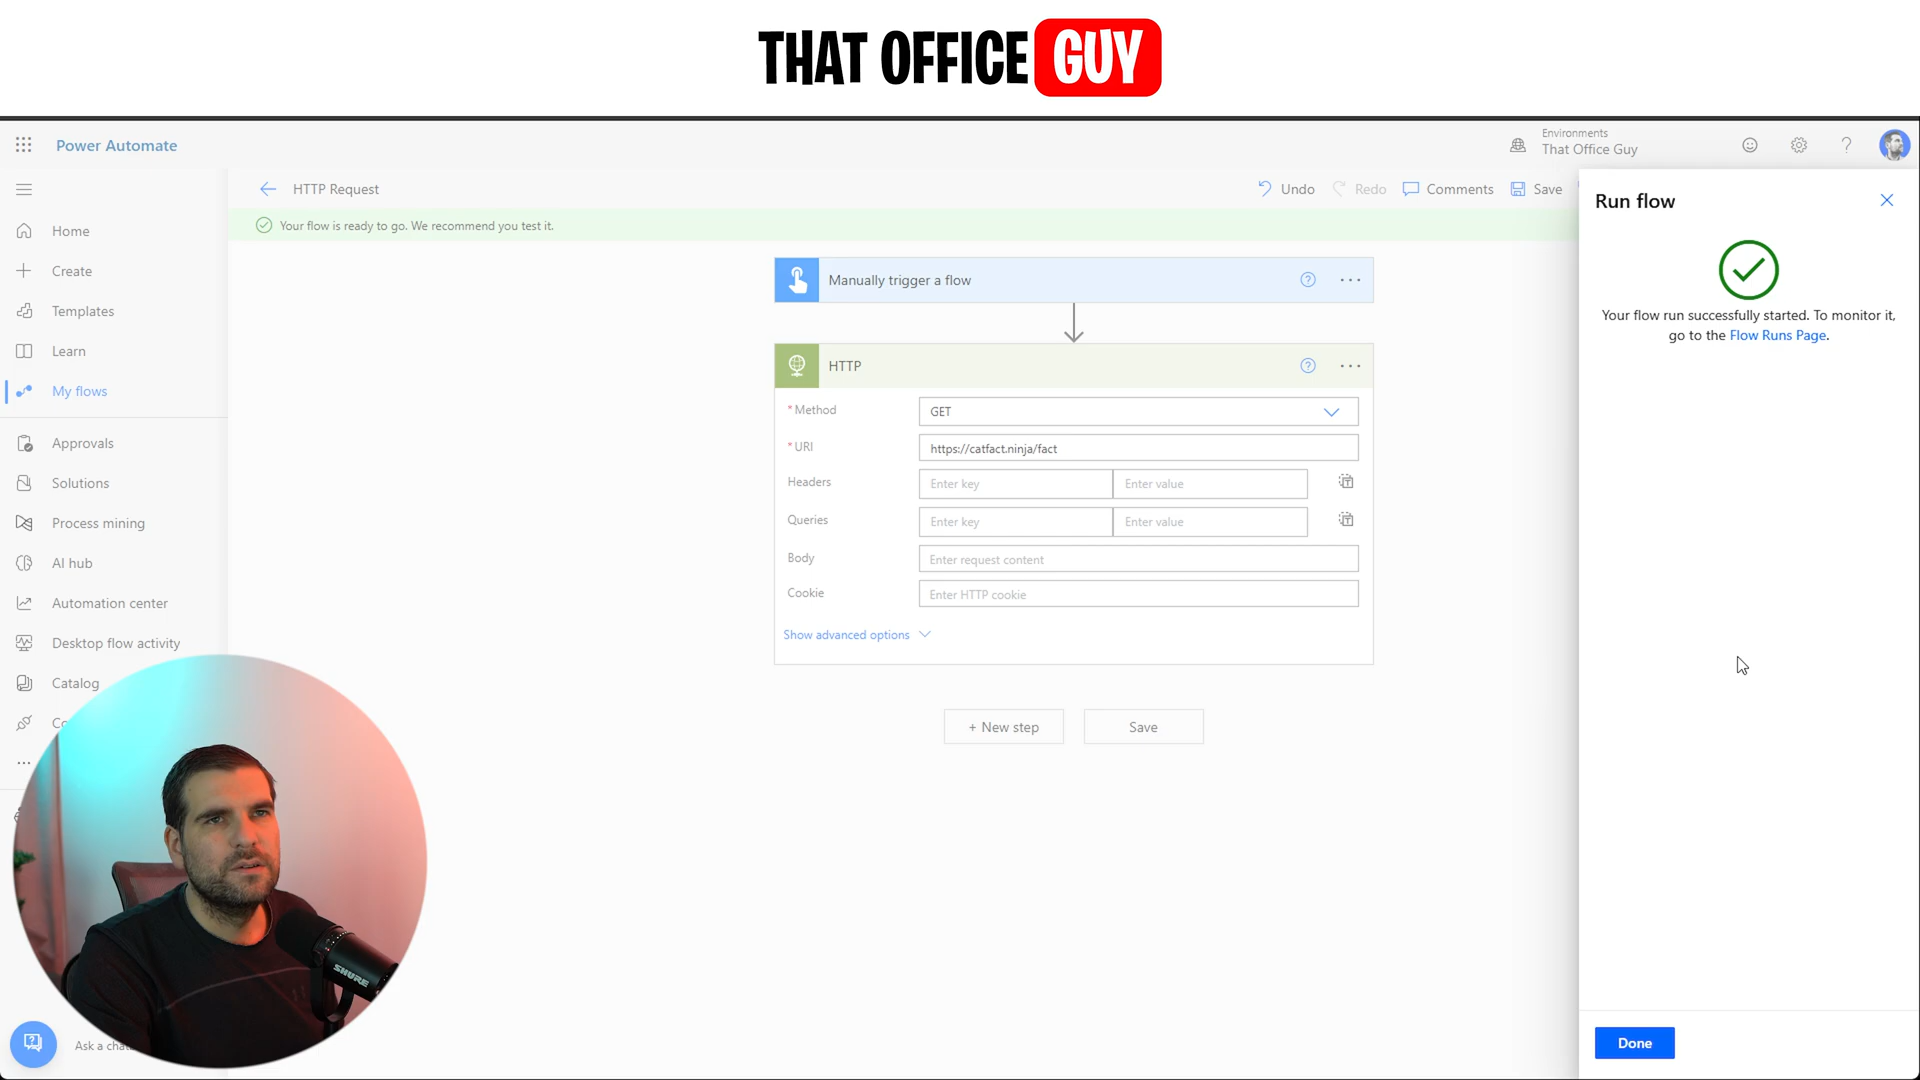 THAT OFFICE GUY
Power Automate
Environments
That Office Guy
HTTP Request
Undo
Redo
Comments
Save
Run flow
Your flow is ready to go. We recommend you test it.
Home
Create
Templates
Learn
My flows
Approvals
Solutions
Process mining
AI hub
Automation center
Desktop flow activity
Catalog
Manually trigger a flow
HTTP
* Method
GET
* URI
https://catfact.ninja/fact
Headers
Enter key
Enter value
Queries
Enter key
Enter value
Body
Enter request content
Cookie
Enter HTTP cookie
Show advanced options
+ New step
Save
Your flow run successfully started. To monitor it,
go to the Flow Runs Page.
Done
SHURE
Ask a